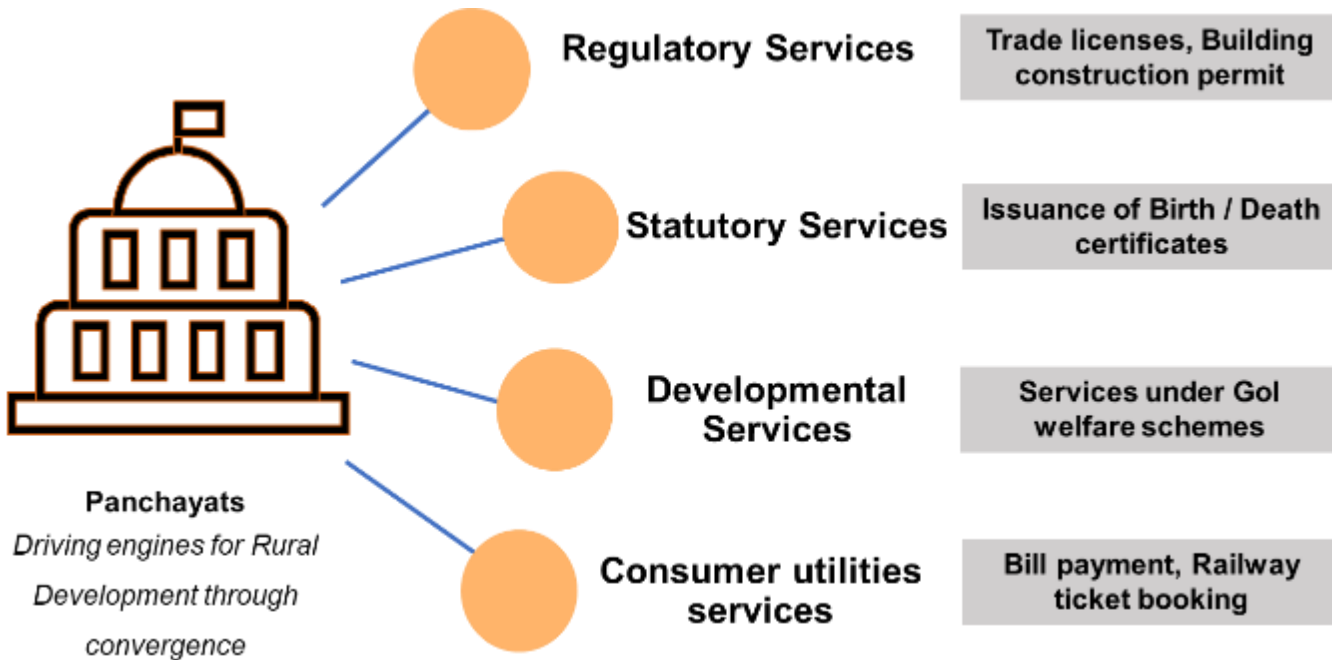 Regulatory Services
Trade licenses, Building
construction permit
Statutory Services
Issuance of Birth / Death
certificates
Developmental
Services
Services under GoI
welfare schemes
Consumer utilities
services
Bill payment, Railway
ticket booking
Panchayats
Driving engines for Rural
Development through
convergence